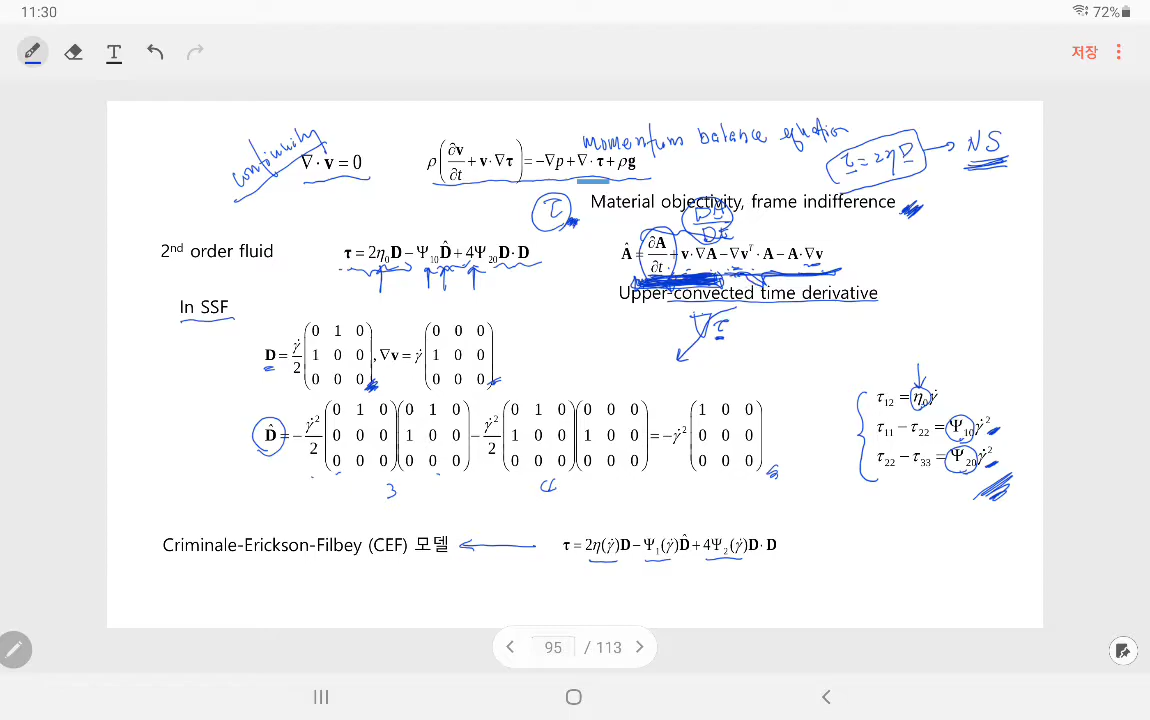 11:30
72%
T
저장
continuity
∇ · v = 0
ρ(∂v/∂t + v · ∇τ) = −∇p + ∇ · τ + ρg
momentum balance equation
τ = 2ηD → NS
τ
Material objectivity, frame indifference
DA/Dt
2nd order fluid
τ = 2η₀D − Ψ₁₀D̂ + 4Ψ₂₀D · D
Â = ∂A/∂t + v · ∇A − ∇vᵀ · A − A · ∇v
Upper-convected time derivative
In SSF
∇ τ
D = γ̇/2 (0 1 0; 1 0 0; 0 0 0), ∇v = γ̇ (0 0 0; 1 0 0; 0 0 0)
D̂ = −γ̇²/2 (0 1 0; 0 0 0; 0 0 0)(0 1 0; 1 0 0; 0 0 0) − γ̇²/2 (0 1 0; 1 0 0; 0 0 0)(0 0 0; 1 0 0; 0 0 0) = −γ̇² (1 0 0; 0 0 0; 0 0 0)
τ₁₂ = η₀γ̇
τ₁₁ − τ₂₂ = Ψ₁₀γ̇²
τ₂₂ − τ₃₃ = Ψ₂₀γ̇²
3 4
Criminale-Erickson-Filbey (CEF) 모델 ← τ = 2η(γ̇)D − Ψ₁(γ̇)D̂ + 4Ψ₂(γ̇)D · D
95 / 113